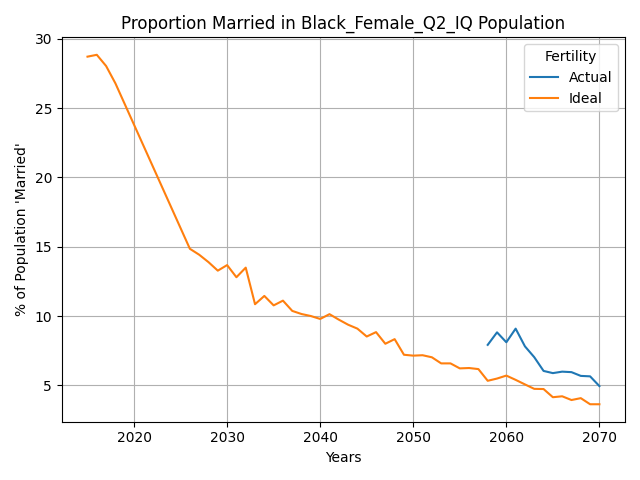 Proportion Married in Black_Female_Q2_IQ Population
% of Population 'Married'
30
25
20
15
10
5
Fertility
Actual
Ideal
2020 2030 2040 2050 2060 2070
Years